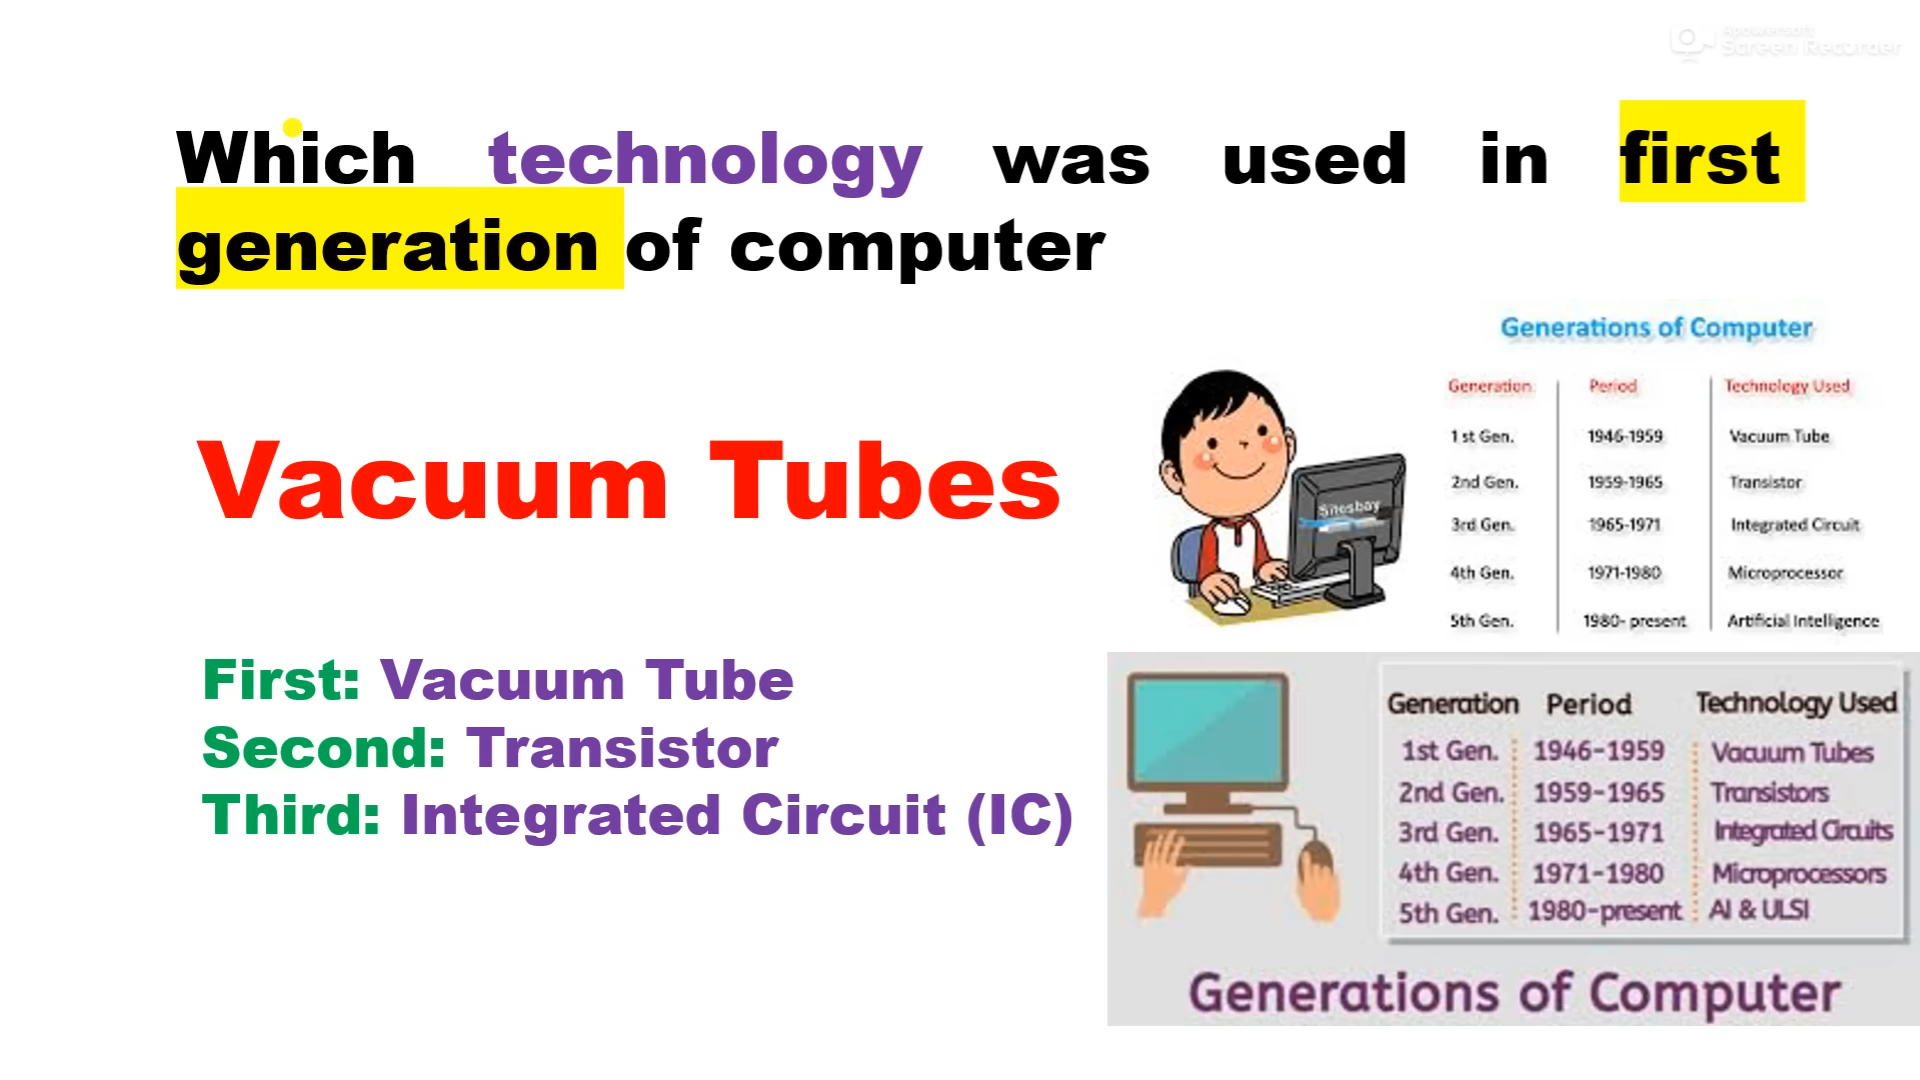 Apowersoft
Screen Recorder
Which technology was used in first
generation of computer
Vacuum Tubes
First: Vacuum Tube
Second: Transistor
Third: Integrated Circuit (IC)
Generations of Computer
Generation Period Technology Used
1 st Gen. 1946-1959 Vacuum Tube
2nd Gen. 1959-1965 Transistor
3rd Gen. 1965-1971 Integrated Circuit
4th Gen. 1971-1980 Microprocessor
5th Gen. 1980- present Artificial Intelligence
Sitesbay
Generation Period Technology Used
1st Gen. 1946-1959 Vacuum Tubes
2nd Gen. 1959-1965 Transistors
3rd Gen. 1965-1971 Integrated Circuits
4th Gen. 1971-1980 Microprocessors
5th Gen. 1980-present AI & ULSI
Generations of Computer